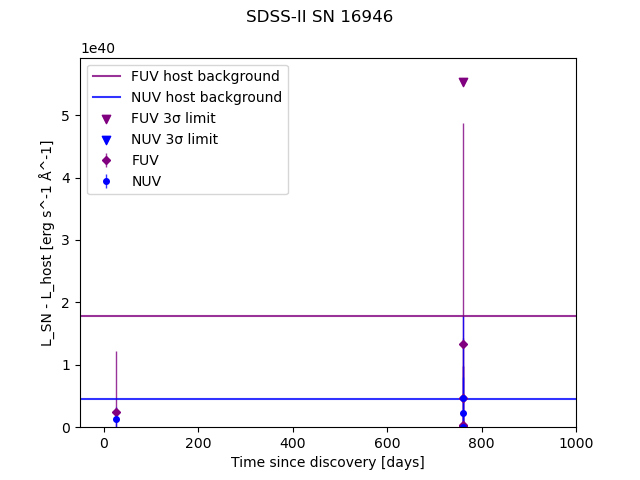 SDSS-II SN 16946
1e40
FUV host background
NUV host background
FUV 3σ limit
NUV 3σ limit
FUV
NUV
5
4
3
2
1
0
L_SN - L_host [erg s^-1 Å^-1]
0 200 400 600 800 1000
Time since discovery [days]